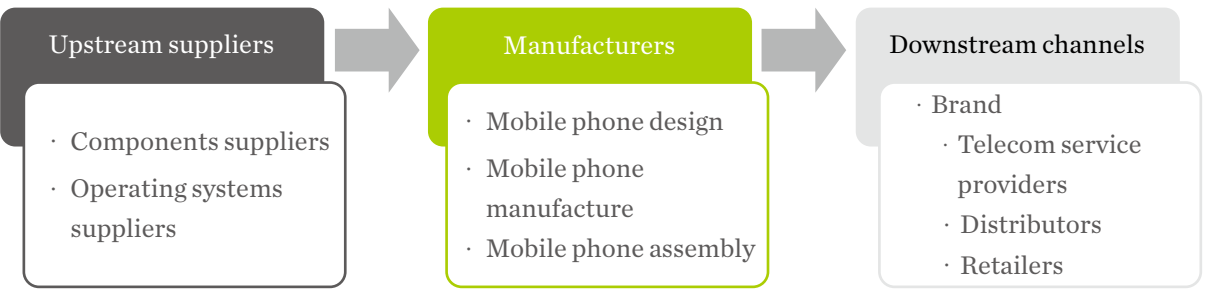 Upstream suppliers
· Components suppliers
· Operating systems
suppliers
Manufacturers
· Mobile phone design
· Mobile phone
manufacture
· Mobile phone assembly
Downstream channels
· Brand
· Telecom service
providers
· Distributors
· Retailers